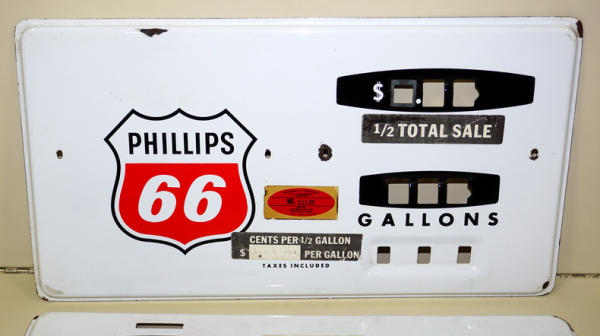 PHILLIPS
66
$ .
1/2 TOTAL SALE
GALLONS
CENTS PER 1/2 GALLON
$ PER GALLON
TAXES INCLUDED